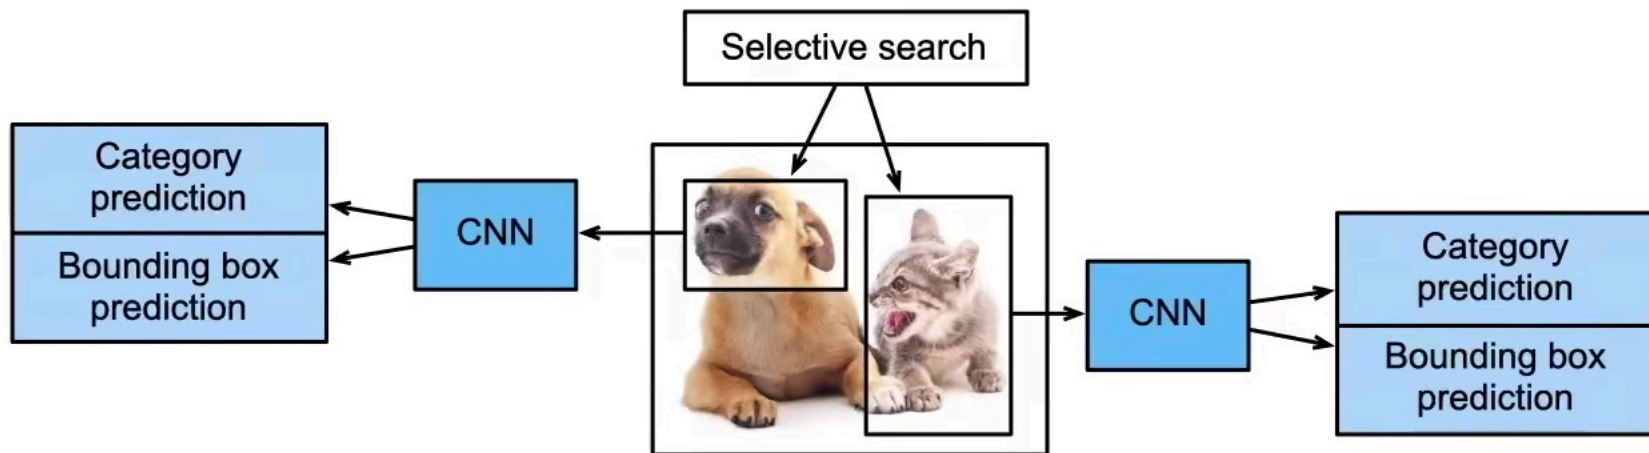 Selective search
Category
prediction
Bounding box
prediction
CNN
CNN
Category
prediction
Bounding box
prediction